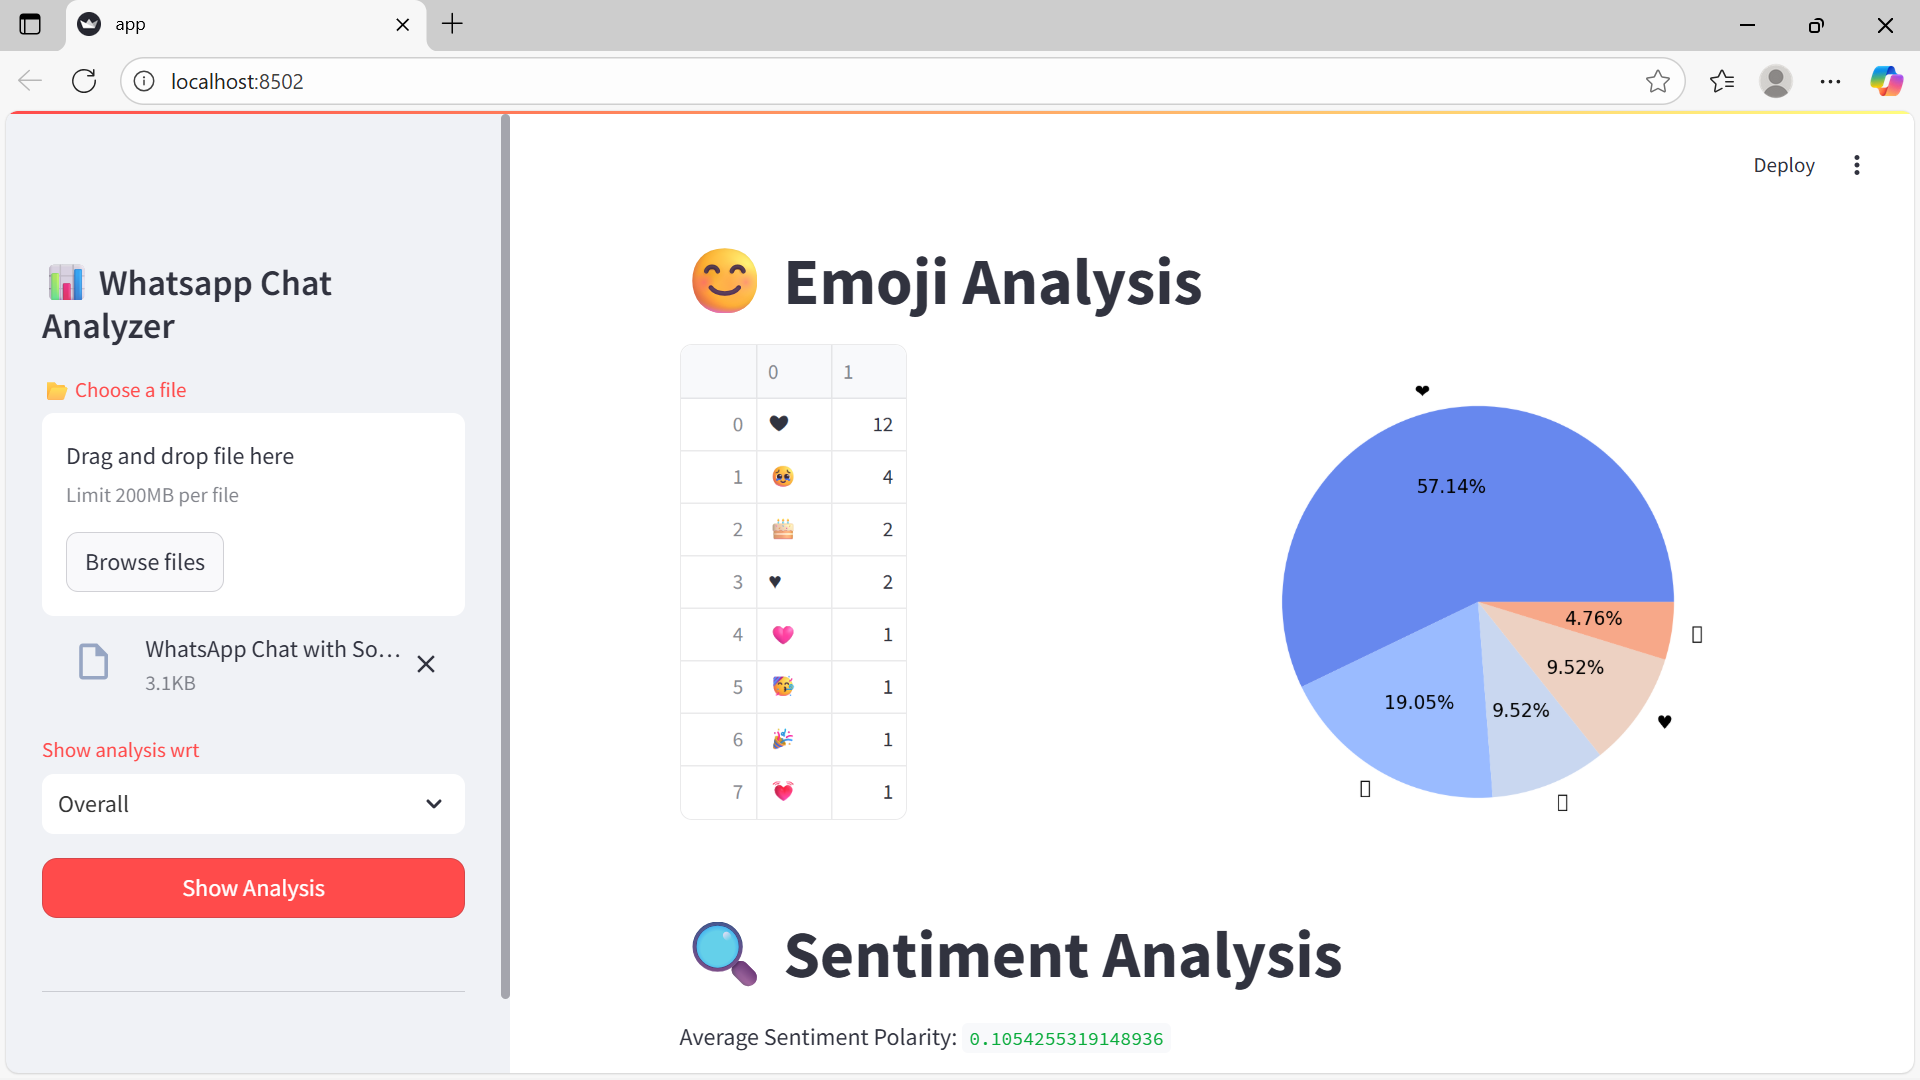 app
localhost:8502
Deploy
📊 Whatsapp Chat
Analyzer
📂 Choose a file
Drag and drop file here
Limit 200MB per file
Browse files
WhatsApp Chat with So...
3.1KB
Show analysis wrt
Overall
Show Analysis
😊 Emoji Analysis
0 1
0 ❤ 12
1 🥹 4
2 🎂 2
3 ♥ 2
4 🩷 1
5 🥳 1
6 🎉 1
7 💓 1
❤
57.14%
4.76%
▯
9.52%
♥
19.05%
9.52%
▯
▯
🔍 Sentiment Analysis
Average Sentiment Polarity: 0.1054255319148936